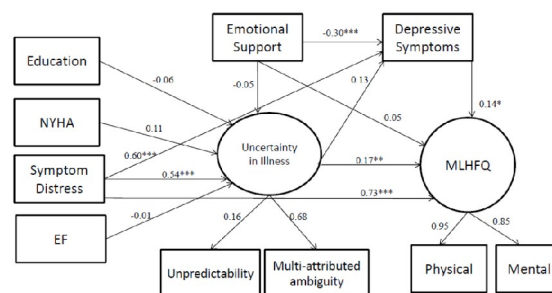 Emotional
Support
-0.30***
Depressive
Symptoms
Education
-0.06
-0.05
0.13
0.05
0.14*
NYHA
0.11
Uncertainty
in Illness
0.17**
MLHFQ
Symptom
Distress
0.60***
0.54***
0.73***
EF
-0.01
0.16
0.68
0.95
0.85
Unpredictability
Multi-attributed
ambiguity
Physical
Mental